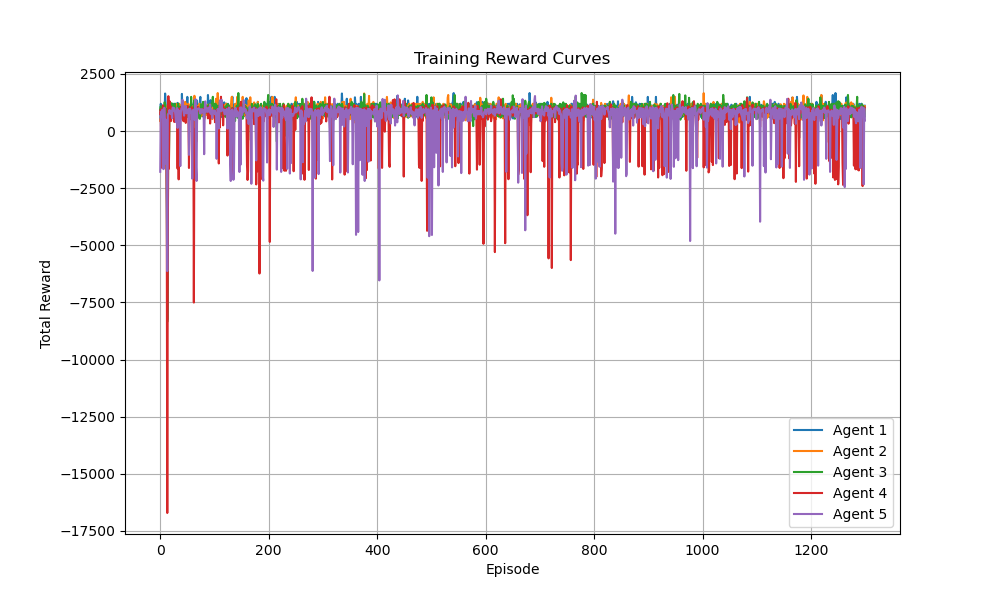 Training Reward Curves
2500
0
−2500
−5000
−7500
−10000
−12500
−15000
−17500
Total Reward
0 200 400 600 800 1000 1200
Episode
Agent 1
Agent 2
Agent 3
Agent 4
Agent 5